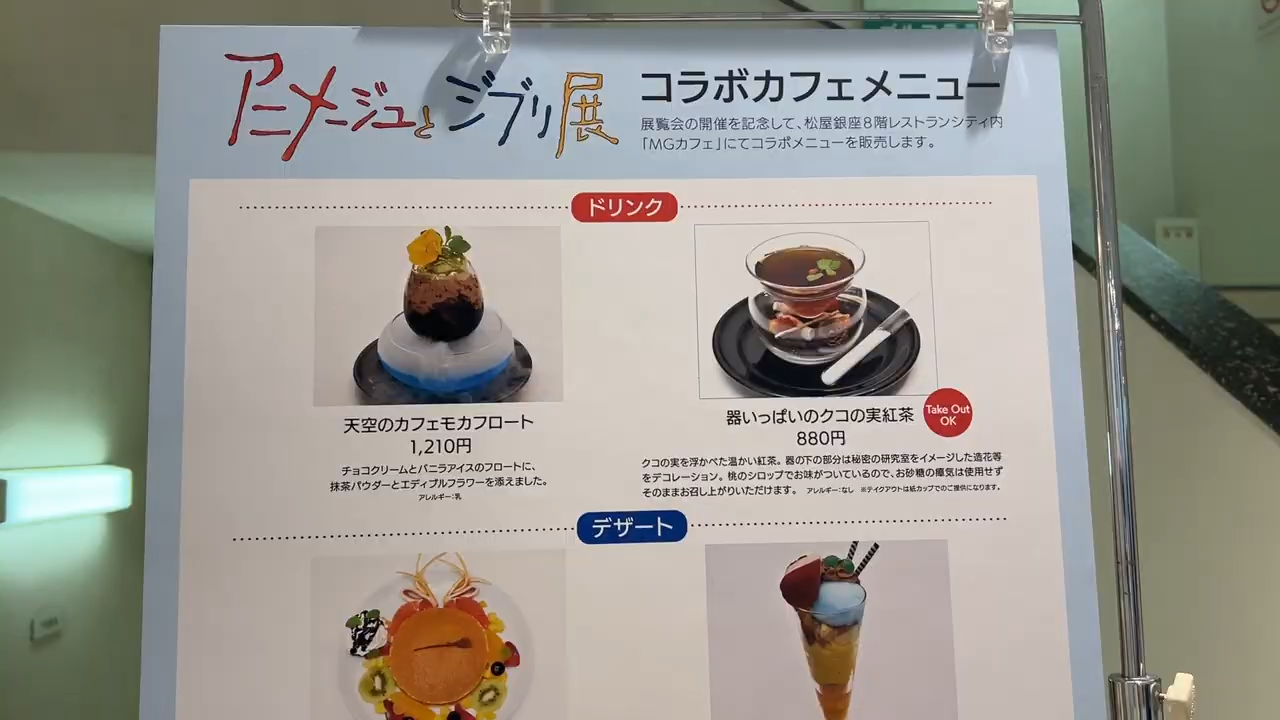 アニメージュとジブリ展
コラボカフェメニュー
展覧会の開催を記念して、松屋銀座8階レストランシティ内
「MGカフェ」にてコラボメニューを販売します。
ドリンク
天空のカフェモカフロート
1,210円
チョコクリームとバニラアイスのフロートに、
抹茶パウダーとエディブルフラワーを添えました。
アレルギー:乳
器いっぱいのクコの実紅茶
880円
Take Out
OK
クコの実を浮かべた温かい紅茶。器の下の部分は秘密の研究室をイメージした造花等
をデコレーション。桃のシロップでお味がついているので、お砂糖の瘴気は使用せず
そのままお召し上がりいただけます。 アレルギー:なし ※テイクアウトは紙カップでのご提供になります。
デザート